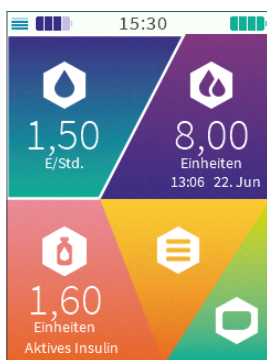 15:30
1,50
E/Std.
8,00
Einheiten
13:06 22. Jun
1,60
Einheiten
Aktives Insulin